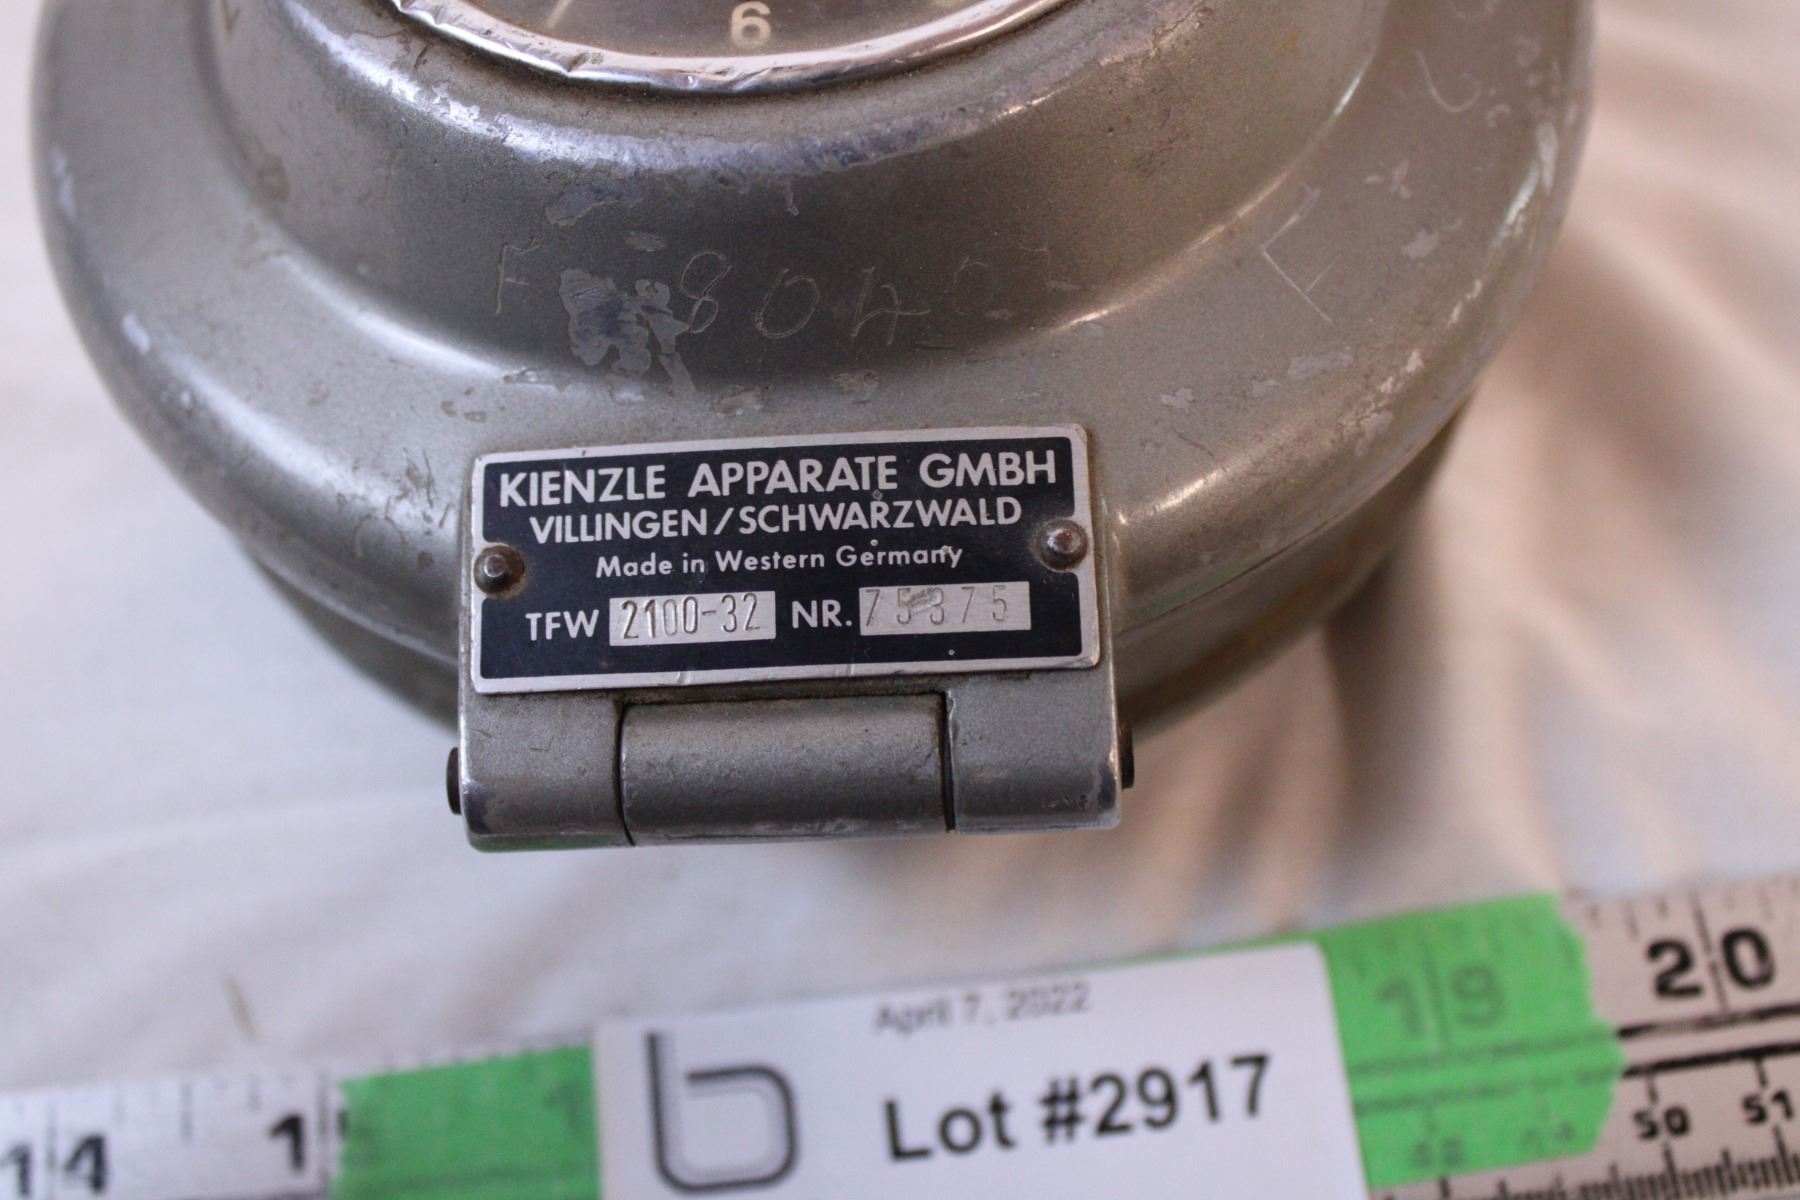 6
F 8040
KIENZLE APPARATE GMBH
VILLINGEN/SCHWARZWALD
Made in Western Germany
TFW 2100-32 NR. 75375
April 7, 2022
b
Lot #2917
14 1 19 20
50 51